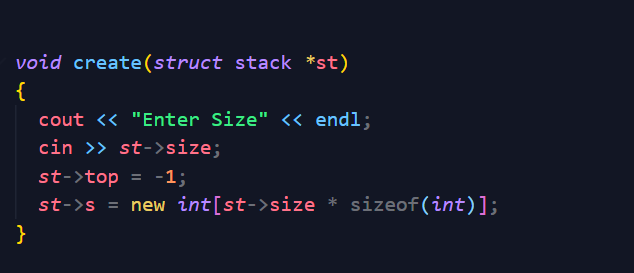 void create(struct stack *st)
{
cout << "Enter Size" << endl;
cin >> st->size;
st->top = -1;
st->s = new int[st->size * sizeof(int)];
}